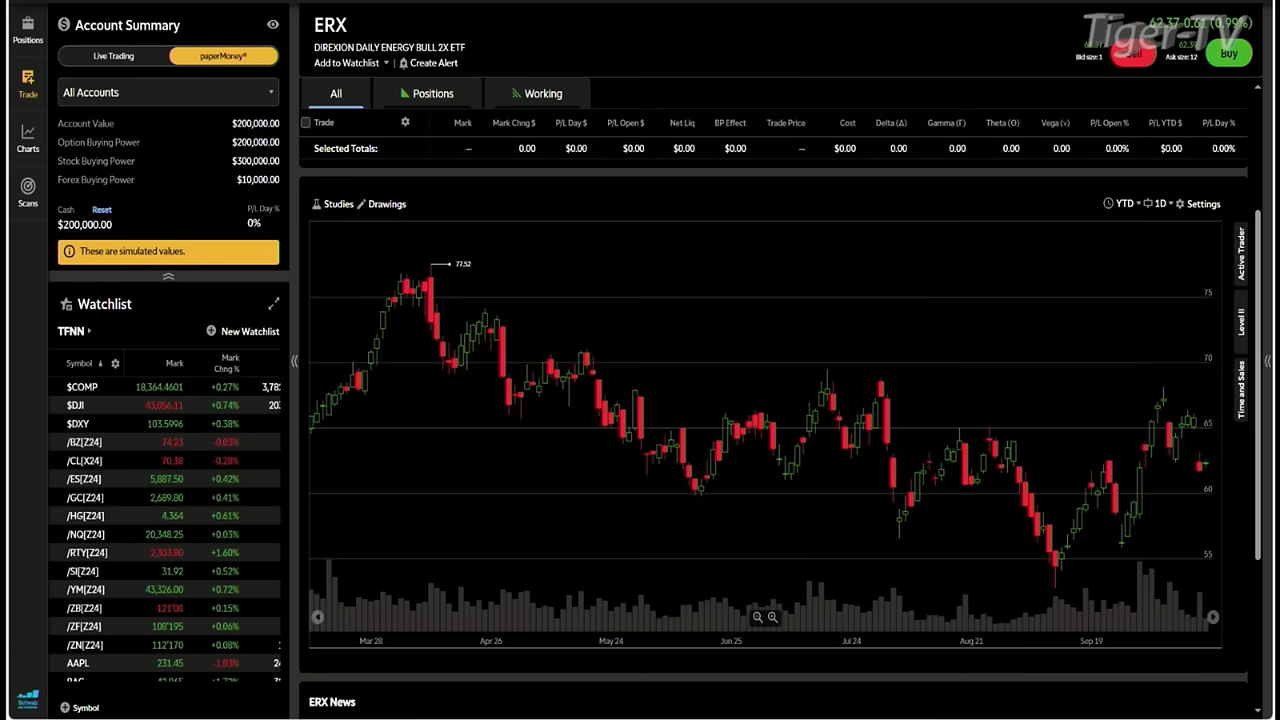 Positions
Trade
Charts
Scans
Account Summary
Live Trading
paperMoney®
All Accounts
Account Value $200,000.00
Option Buying Power $200,000.00
Stock Buying Power $300,000.00
Forex Buying Power $10,000.00
Cash Reset P/L Day %
$200,000.00 0%
These are simulated values.
Watchlist
TFNN New Watchlist
Symbol Mark Mark Chng %
$COMP 18,364.4601 +0.27% 3,78
$DJI 43,056.11 +0.74% 20
$DXY 103.5996 +0.38%
/BZ[Z24] 74.23 -0.03%
/CL[X24] 70.38 -0.28%
/ES[Z24] 5,887.50 +0.42%
/GC[Z24] 2,689.80 +0.41%
/HG[Z24] 4.364 +0.61%
/NQ[Z24] 20,348.25 +0.03%
/RTY[Z24] 2,303.80 +1.60%
/SI[Z24] 31.92 +0.52%
/YM[Z24] 43,326.00 +0.72%
/ZB[Z24] 121'08 +0.15%
/ZF[Z24] 108'195 +0.06%
/ZN[Z24] 112'170 +0.08%
AAPL 231.45 -1.03%
Symbol
Schwab
ERX
62.37 0.61 (0.99%)
Tiger-TV
DIREXION DAILY ENERGY BULL 2X ETF
Add to Watchlist Create Alert
Bid size: 1 Sell Ask size: 12 Buy
All Positions Working
Trade Mark Mark Chng $ P/L Day $ P/L Open $ Net Liq BP Effect Trade Price Cost Delta (Δ) Gamma (Γ) Theta (Θ) Vega (ν) P/L Open % P/L YTD $ P/L Day %
Selected Totals: -- 0.00 $0.00 $0.00 $0.00 $0.00 -- $0.00 0.00 0.00 0.00 0.00 0.00% $0.00 0.00%
Studies Drawings YTD 1D Settings
77.52
75
70
65
60
55
Mar 28 Apr 26 May 24 Jun 25 Jul 24 Aug 21 Sep 19
Active Trader
Level II
Time and Sales
ERX News